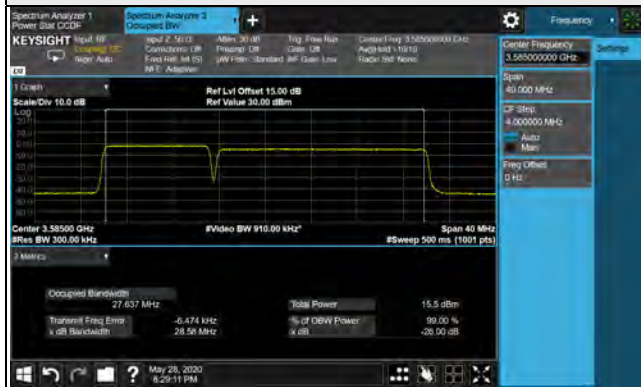 Spectrum Analyzer 1
Power Stat CCDF
Spectrum Analyzer 3
Occupied BW
+
Frequency
KEYSIGHT
Input: RF
Coupling: DC
Align: Auto
Input Z: 50 Ω
Corrections: Off
Freq Ref: Int (S)
NFE: Adaptive
Atten: 30 dB
Preamp: Off
µW Path: Standard
Trig: Free Run
Gate: Off
#IF Gain: Low
Center Freq: 3.585000000 GHz
Avg|Hold: >10/10
Radio Std: None
Center Frequency
3.585000000 GHz
Settings
Span
40.000 MHz
CF Step
4.000000 MHz
Auto
Man
Freq Offset
0 Hz
1 Graph
Scale/Div 10.0 dB
Ref Lvl Offset 15.00 dB
Ref Value 30.00 dBm
Log
Center 3.58500 GHz
#Res BW 300.00 kHz
#Video BW 910.00 kHz*
Span 40 MHz
#Sweep 500 ms (1001 pts)
2 Metrics
Occupied Bandwidth
27.637 MHz
Total Power
15.5 dBm
Transmit Freq Error
-6.474 kHz
% of OBW Power
99.00 %
x dB Bandwidth
28.58 MHz
x dB
-26.00 dB
?
May 28, 2020
8:29:11 PM